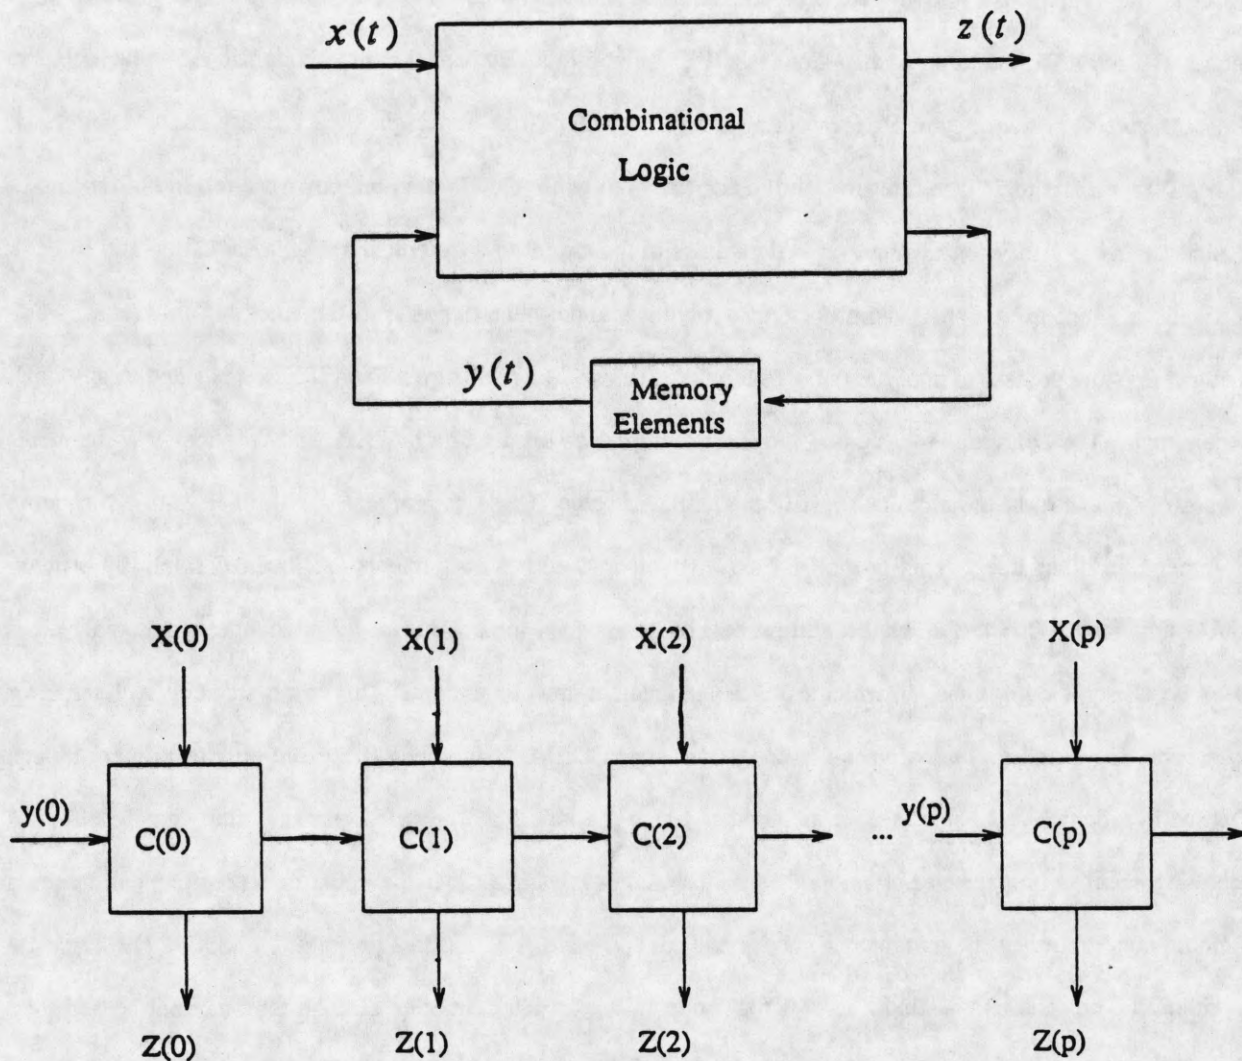 x(t)
z(t)
Combinational
Logic
y(t)
Memory
Elements
X(0) X(1) X(2) X(p)
y(0) C(0) C(1) C(2) ... y(p) C(p)
Z(0) Z(1) Z(2) Z(p)